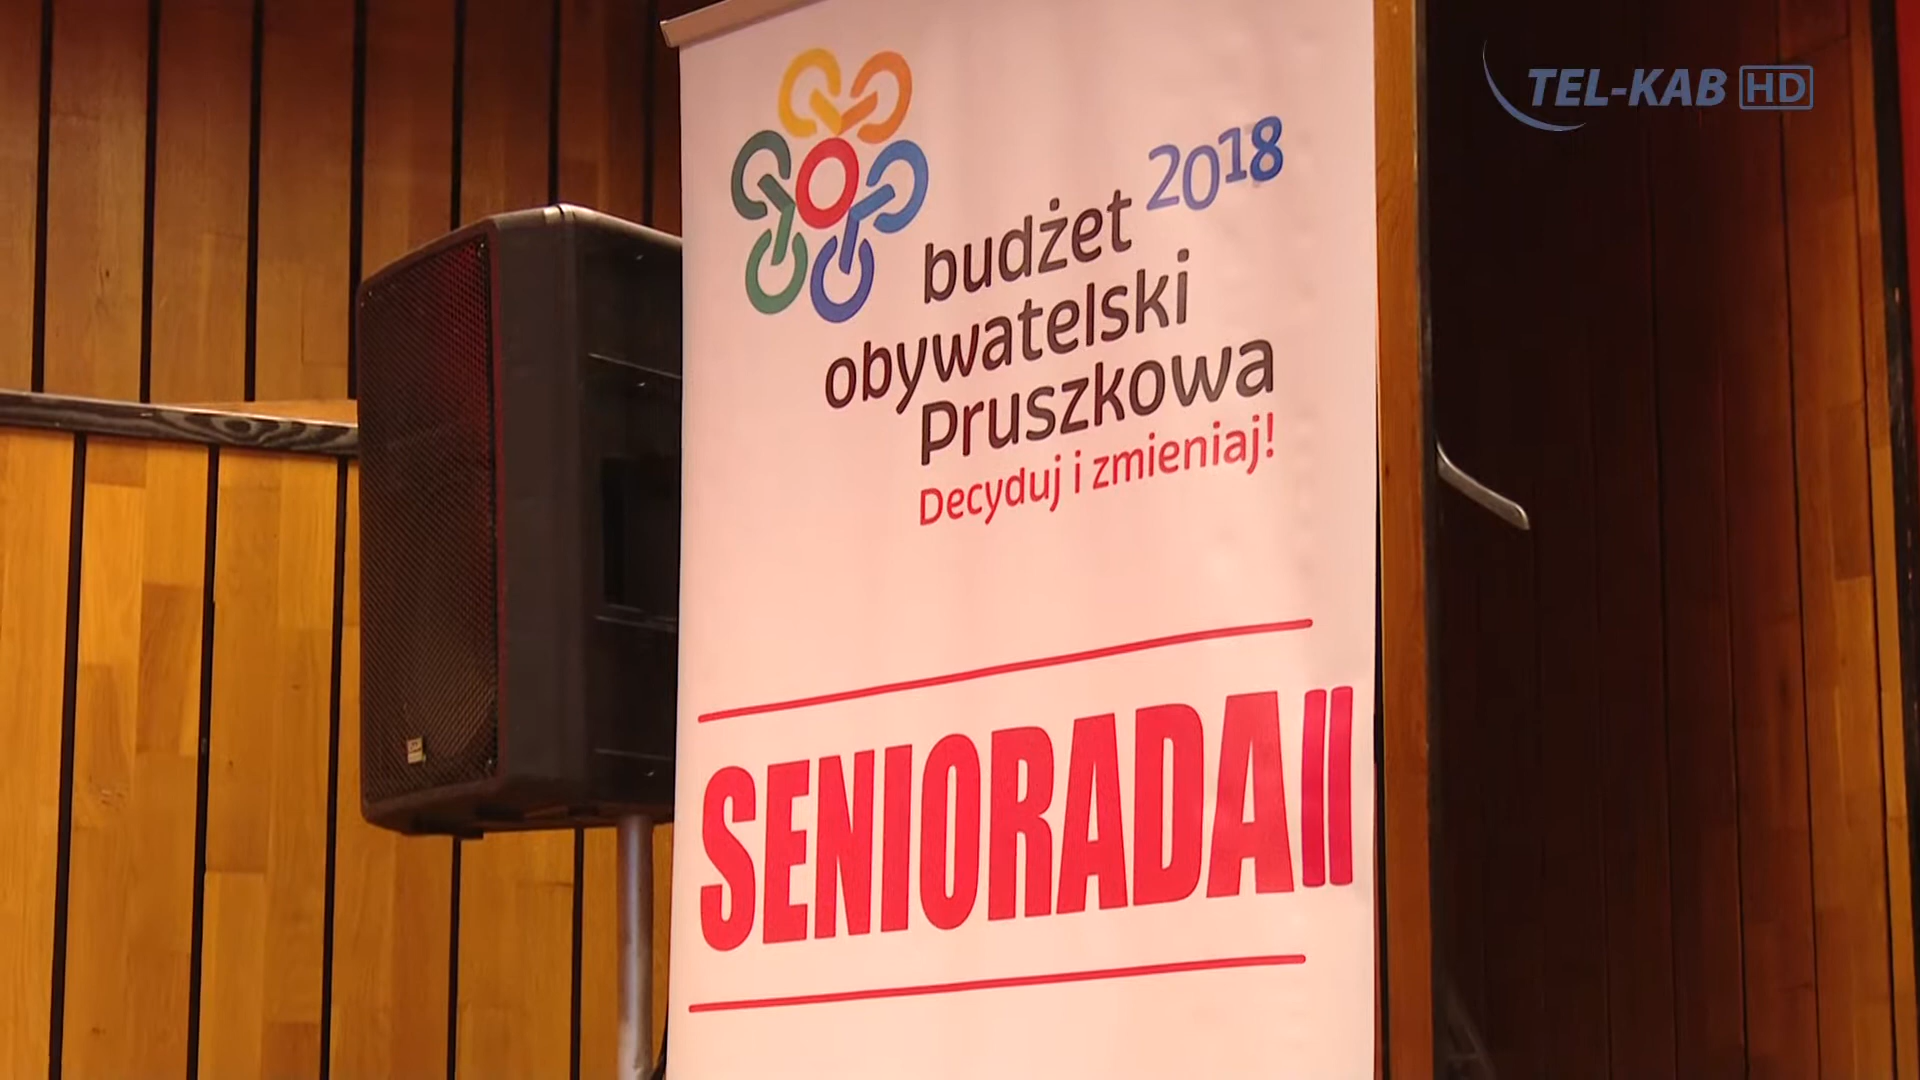 TEL-KAB HD
budżet 2018
obywatelski
Pruszkowa
Decyduj i zmieniaj!
SENIORADA II